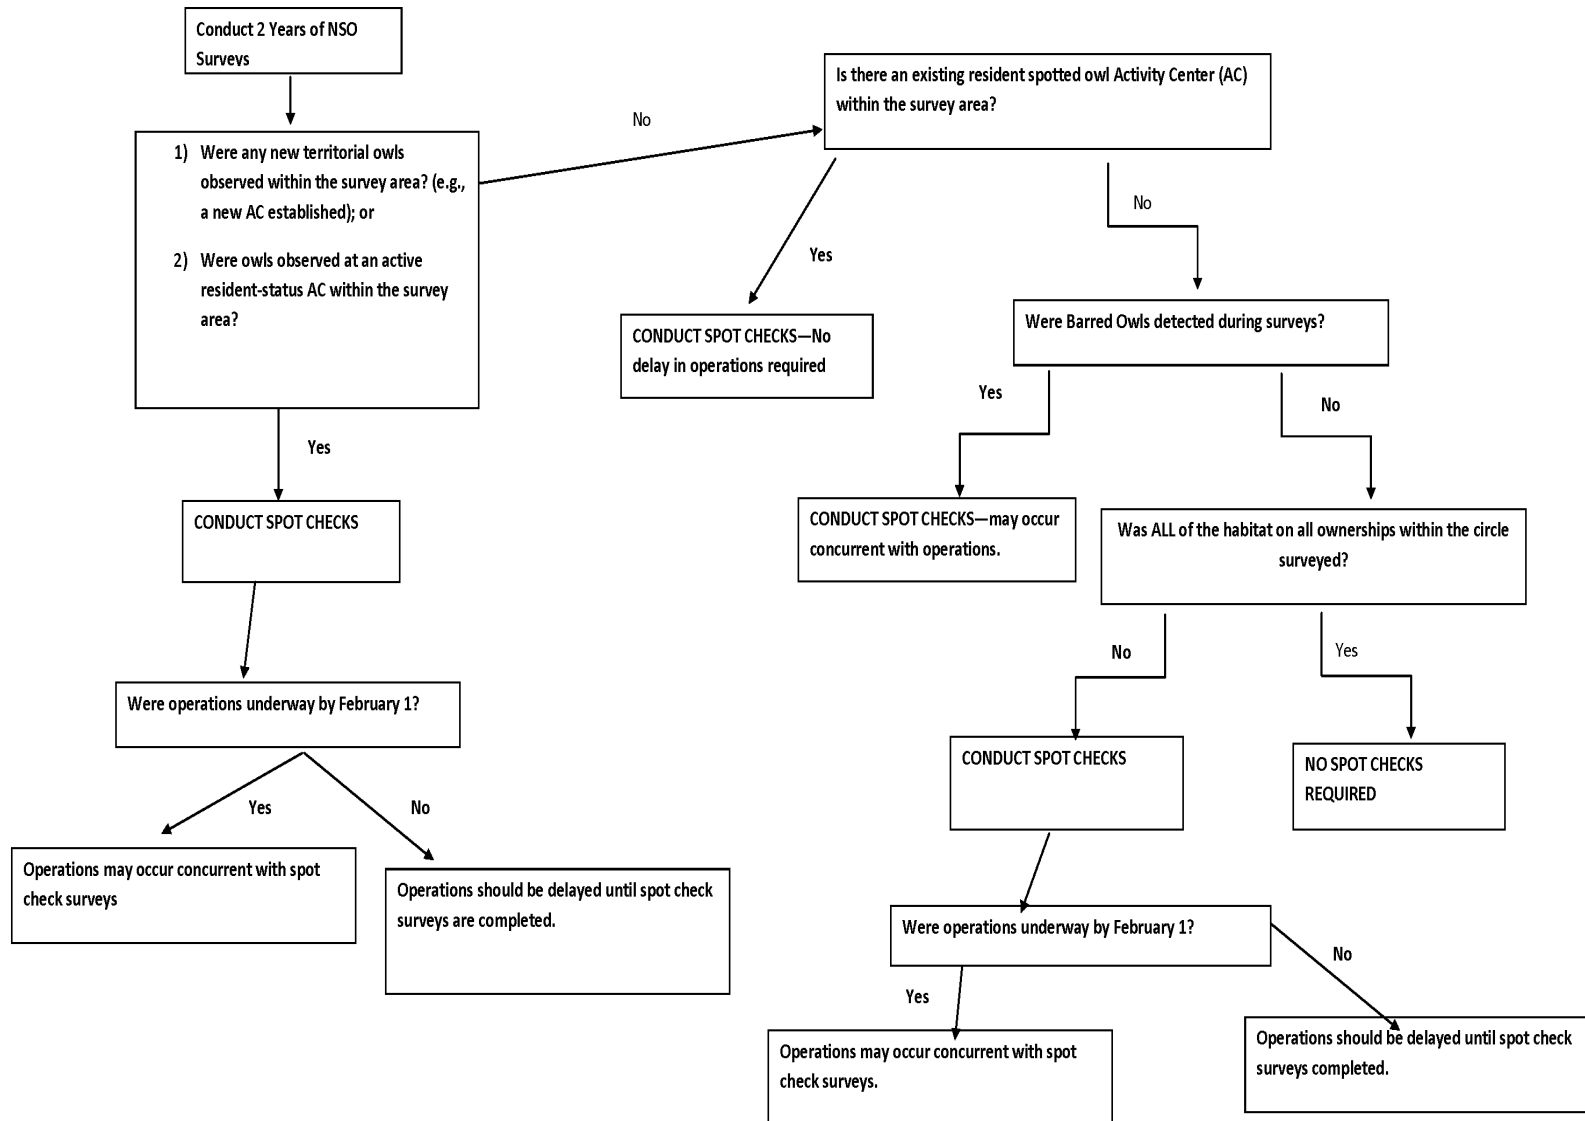 Conduct 2 Years of NSO
Surveys
Is there an existing resident spotted owl Activity Center (AC)
within the survey area?
No
1) Were any new territorial owls
observed within the survey area? (e.g.,
a new AC established); or
2) Were owls observed at an active
resident-status AC within the survey
area?
Yes
No
CONDUCT SPOT CHECKS—No
delay in operations required
Were Barred Owls detected during surveys?
Yes
No
Yes
CONDUCT SPOT CHECKS
CONDUCT SPOT CHECKS—may occur
concurrent with operations.
Was ALL of the habitat on all ownerships within the circle
surveyed?
No
Yes
Were operations underway by February 1?
Yes
No
CONDUCT SPOT CHECKS
NO SPOT CHECKS
REQUIRED
Operations may occur concurrent with spot
check surveys
Operations should be delayed until spot check
surveys are completed.
Were operations underway by February 1?
Yes
No
Operations may occur concurrent with spot
check surveys.
Operations should be delayed until spot check
surveys completed.